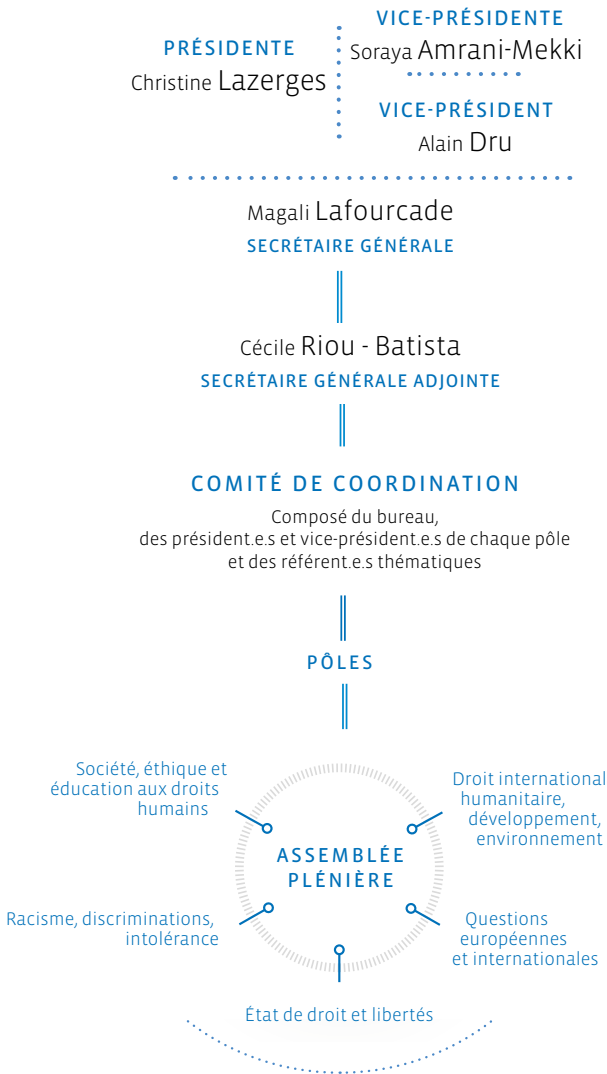 PRÉSIDENTE
Christine Lazerges
VICE-PRÉSIDENTE
Soraya Amrani-Mekki
VICE-PRÉSIDENT
Alain Dru
Magali Lafourcade
SECRÉTAIRE GÉNÉRALE
Cécile Riou - Batista
SECRÉTAIRE GÉNÉRALE ADJOINTE
COMITÉ DE COORDINATION
Composé du bureau,
des président.e.s et vice-président.e.s de chaque pôle
et des référent.e.s thématiques
PÔLES
Société, éthique et
éducation aux droits
humains
Droit international
humanitaire,
développement,
environnement
ASSEMBLÉE
PLÉNIÈRE
Racisme, discriminations,
intolérance
Questions
européennes
et internationales
État de droit et libertés